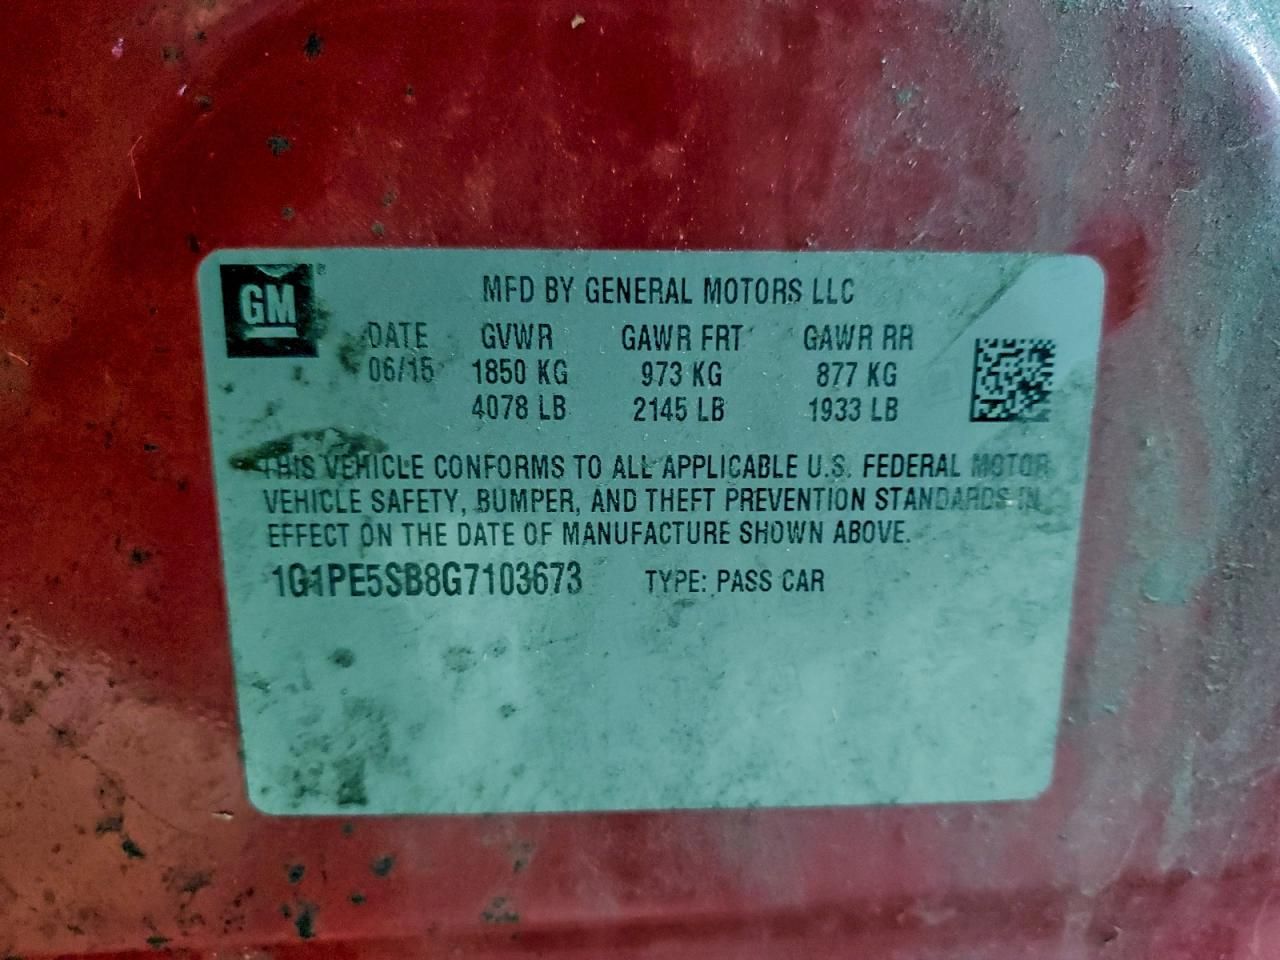 GM
MFD BY GENERAL MOTORS LLC
DATE GVWR GAWR FRT GAWR RR
06/15 1850 KG 973 KG 877 KG
4078 LB 2145 LB 1933 LB
THIS VEHICLE CONFORMS TO ALL APPLICABLE U.S. FEDERAL MOTOR
VEHICLE SAFETY, BUMPER, AND THEFT PREVENTION STANDARDS IN
EFFECT ON THE DATE OF MANUFACTURE SHOWN ABOVE.
1G1PE5SB8G7103673 TYPE: PASS CAR